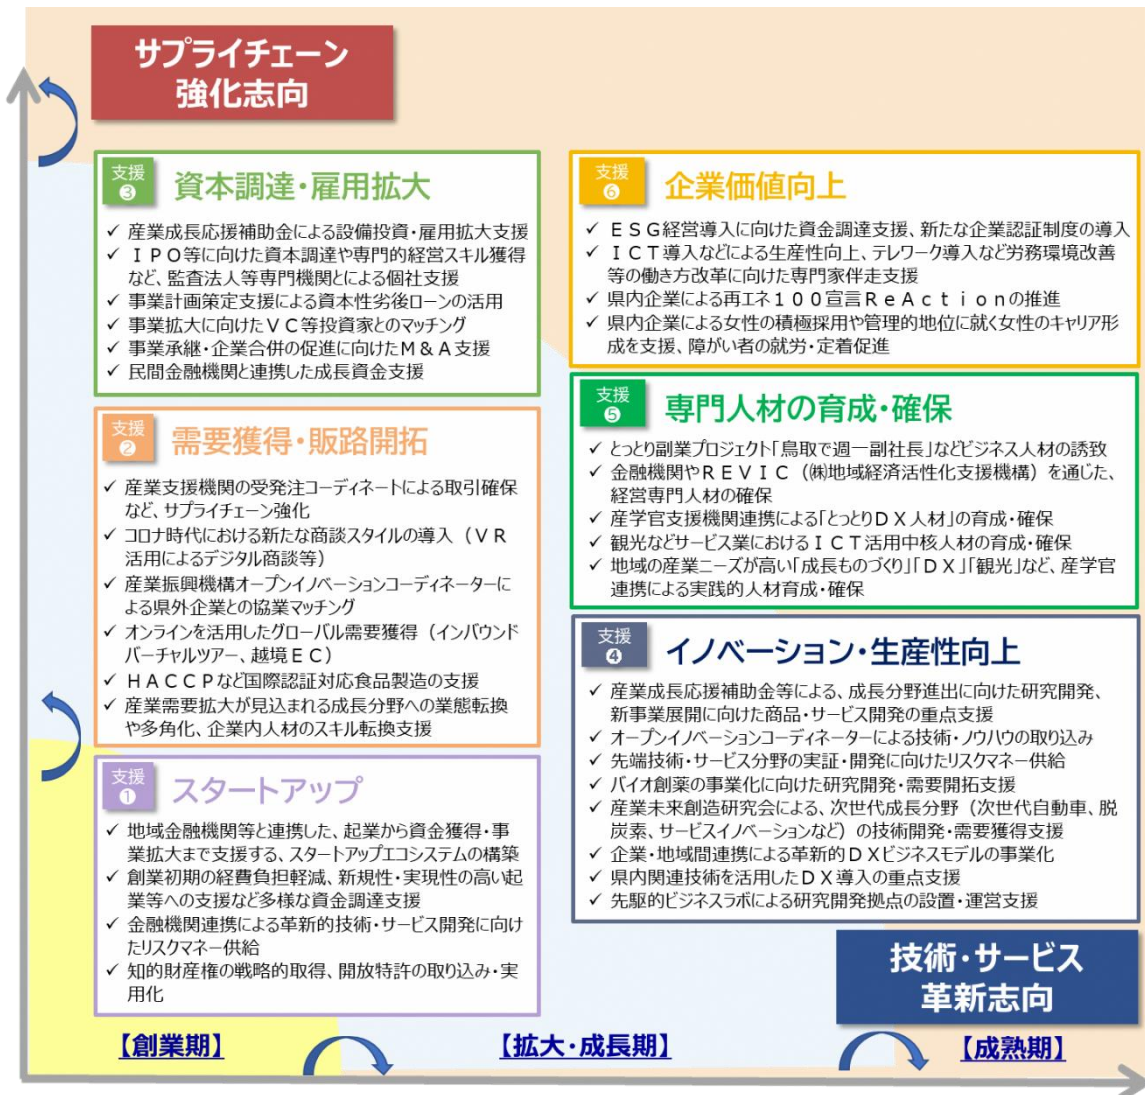 サプライチェーン
強化志向
支援
❸
資本調達・雇用拡大
✓ 産業成長応援補助金による設備投資・雇用拡大支援
✓ ＩＰＯ等に向けた資本調達や専門的経営スキル獲得
など、監査法人等専門機関とによる個社支援
✓ 事業計画策定支援による資本性劣後ローンの活用
✓ 事業拡大に向けたＶＣ等投資家とのマッチング
✓ 事業承継・企業合併の促進に向けたＭ＆Ａ支援
✓ 民間金融機関と連携した成長資金支援
支援
❷
需要獲得・販路開拓
✓ 産業支援機関の受発注コーディネートによる取引確保
など、サプライチェーン強化
✓ コロナ時代における新たな商談スタイルの導入（ＶＲ
活用によるデジタル商談等）
✓ 産業振興機構オープンイノベーションコーディネーターに
よる県外企業との協業マッチング
✓ オンラインを活用したグローバル需要獲得（インバウンド
バーチャルツアー、越境ＥＣ）
✓ ＨＡＣＣＰなど国際認証対応食品製造の支援
✓ 産業需要拡大が見込まれる成長分野への業態転換
や多角化、企業内人材のスキル転換支援
支援
❶
スタートアップ
✓ 地域金融機関等と連携した、起業から資金獲得・事
業拡大まで支援する、スタートアップエコシステムの構築
✓ 創業初期の経費負担軽減、新規性・実現性の高い起
業等への支援など多様な資金調達支援
✓ 金融機関連携による革新的技術・サービス開発に向け
たリスクマネー供給
✓ 知的財産権の戦略的取得、開放特許の取り込み・実
用化
支援
❻
企業価値向上
✓ ＥＳＧ経営導入に向けた資金調達支援、新たな企業認証制度の導入
✓ ＩＣＴ導入などによる生産性向上、テレワーク導入など労務環境改善
等の働き方改革に向けた専門家伴走支援
✓ 県内企業による再エネ１００宣言ＲｅＡｃｔｉｏｎの推進
✓ 県内企業による女性の積極採用や管理的地位に就く女性のキャリア形
成を支援、障がい者の就労・定着促進
支援
❺
専門人材の育成・確保
✓ とっとり副業プロジェクト「鳥取で週一副社長」などビジネス人材の誘致
✓ 金融機関やＲＥＶＩＣ（㈱地域経済活性化支援機構）を通じた、
経営専門人材の確保
✓ 産学官支援機関連携による「とっとりＤＸ人材」の育成・確保
✓ 観光などサービス業におけるＩＣＴ活用中核人材の育成・確保
✓ 地域の産業ニーズが高い「成長ものづくり」「ＤＸ」「観光」など、産学官
連携による実践的人材育成・確保
支援
❹
イノベーション・生産性向上
✓ 産業成長応援補助金等による、成長分野進出に向けた研究開発、
新事業展開に向けた商品・サービス開発の重点支援
✓ オープンイノベーションコーディネーターによる技術・ノウハウの取り込み
✓ 先端技術・サービス分野の実証・開発に向けたリスクマネー供給
✓ バイオ創薬の事業化に向けた研究開発・需要開拓支援
✓ 産業未来創造研究会による、次世代成長分野（次世代自動車、脱
炭素、サービスイノベーションなど）の技術開発・需要獲得支援
✓ 企業・地域間連携による革新的ＤＸビジネスモデルの事業化
✓ 県内関連技術を活用したＤＸ導入の重点支援
✓ 先駆的ビジネスラボによる研究開発拠点の設置・運営支援
技術・サービス
革新志向
【創業期】
【拡大・成長期】
【成熟期】